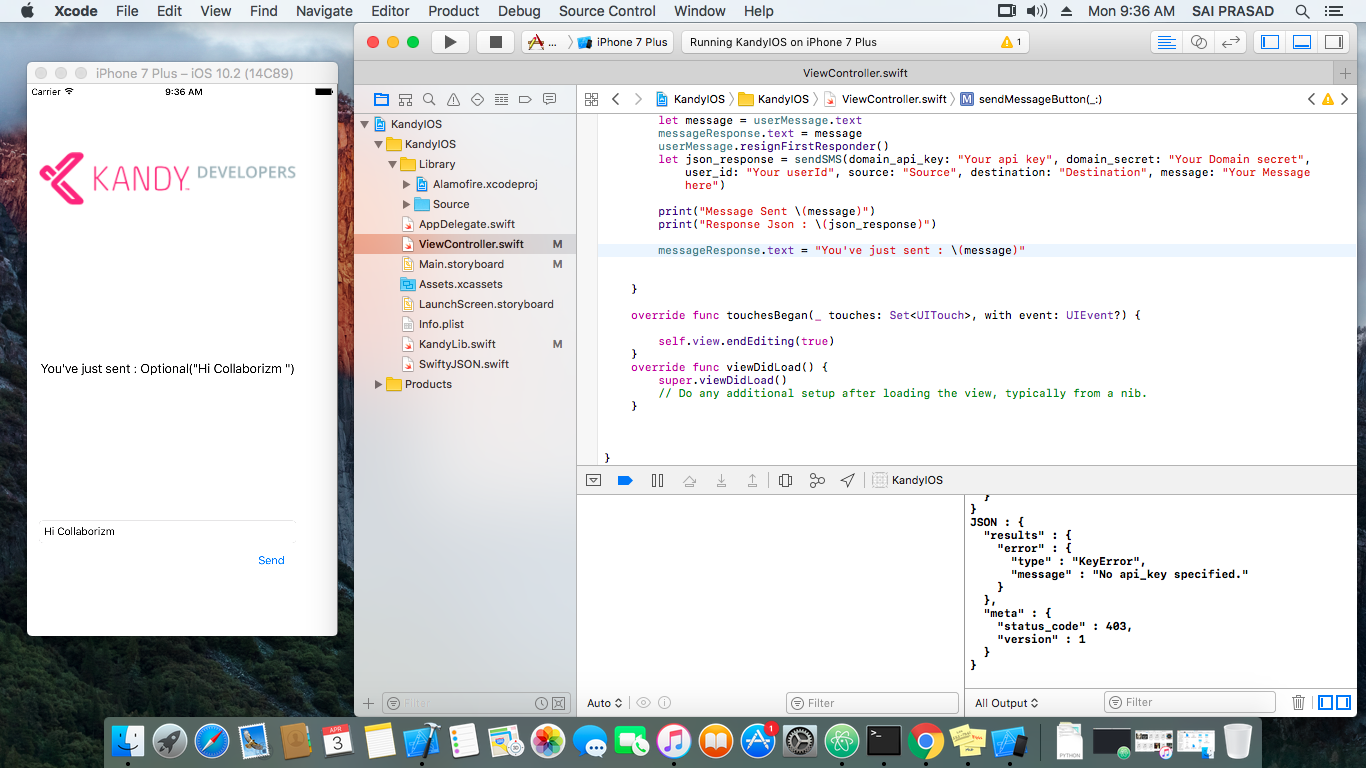 Xcode File Edit View Find Navigate Editor Product Debug Source Control Window Help Mon 9:36 AM SAI PRASAD
iPhone 7 Plus – iOS 10.2 (14C89)
Carrier 9:36 AM
KANDY DEVELOPERS
You've just sent : Optional("Hi Collaborizm ")
Hi Collaborizm
Send
... iPhone 7 Plus Running KandyIOS on iPhone 7 Plus 1
ViewController.swift
KandyIOS KandyIOS ViewController.swift M sendMessageButton(_:)
KandyIOS
KandyIOS
Library
Alamofire.xcodeproj
Source
AppDelegate.swift
ViewController.swift M
Main.storyboard M
Assets.xcassets
LaunchScreen.storyboard
Info.plist
KandyLib.swift M
SwiftyJSON.swift
Products
Filter
let message = userMessage.text
messageResponse.text = message
userMessage.resignFirstResponder()
let json_response = sendSMS(domain_api_key: "Your api key", domain_secret: "Your Domain secret",
user_id: "Your userId", source: "Source", destination: "Destination", message: "Your Message
here")
print("Message Sent \(message)")
print("Response Json : \(json_response)")
messageResponse.text = "You've just sent : \(message)"
}
override func touchesBegan(_ touches: Set<UITouch>, with event: UIEvent?) {
self.view.endEditing(true)
}
override func viewDidLoad() {
super.viewDidLoad()
// Do any additional setup after loading the view, typically from a nib.
}
}
KandyIOS
}
}
JSON : {
"results" : {
"error" : {
"type" : "KeyError",
"message" : "No api_key specified."
}
},
"meta" : {
"status_code" : 403,
"version" : 1
}
}
Auto Filter All Output Filter
APR
3
1
PYTHON